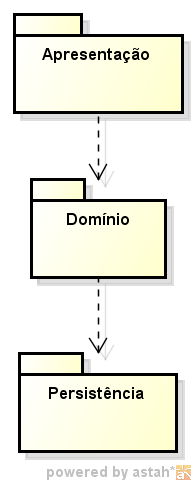 Apresentação
Domínio
Persistência
powered by astah*